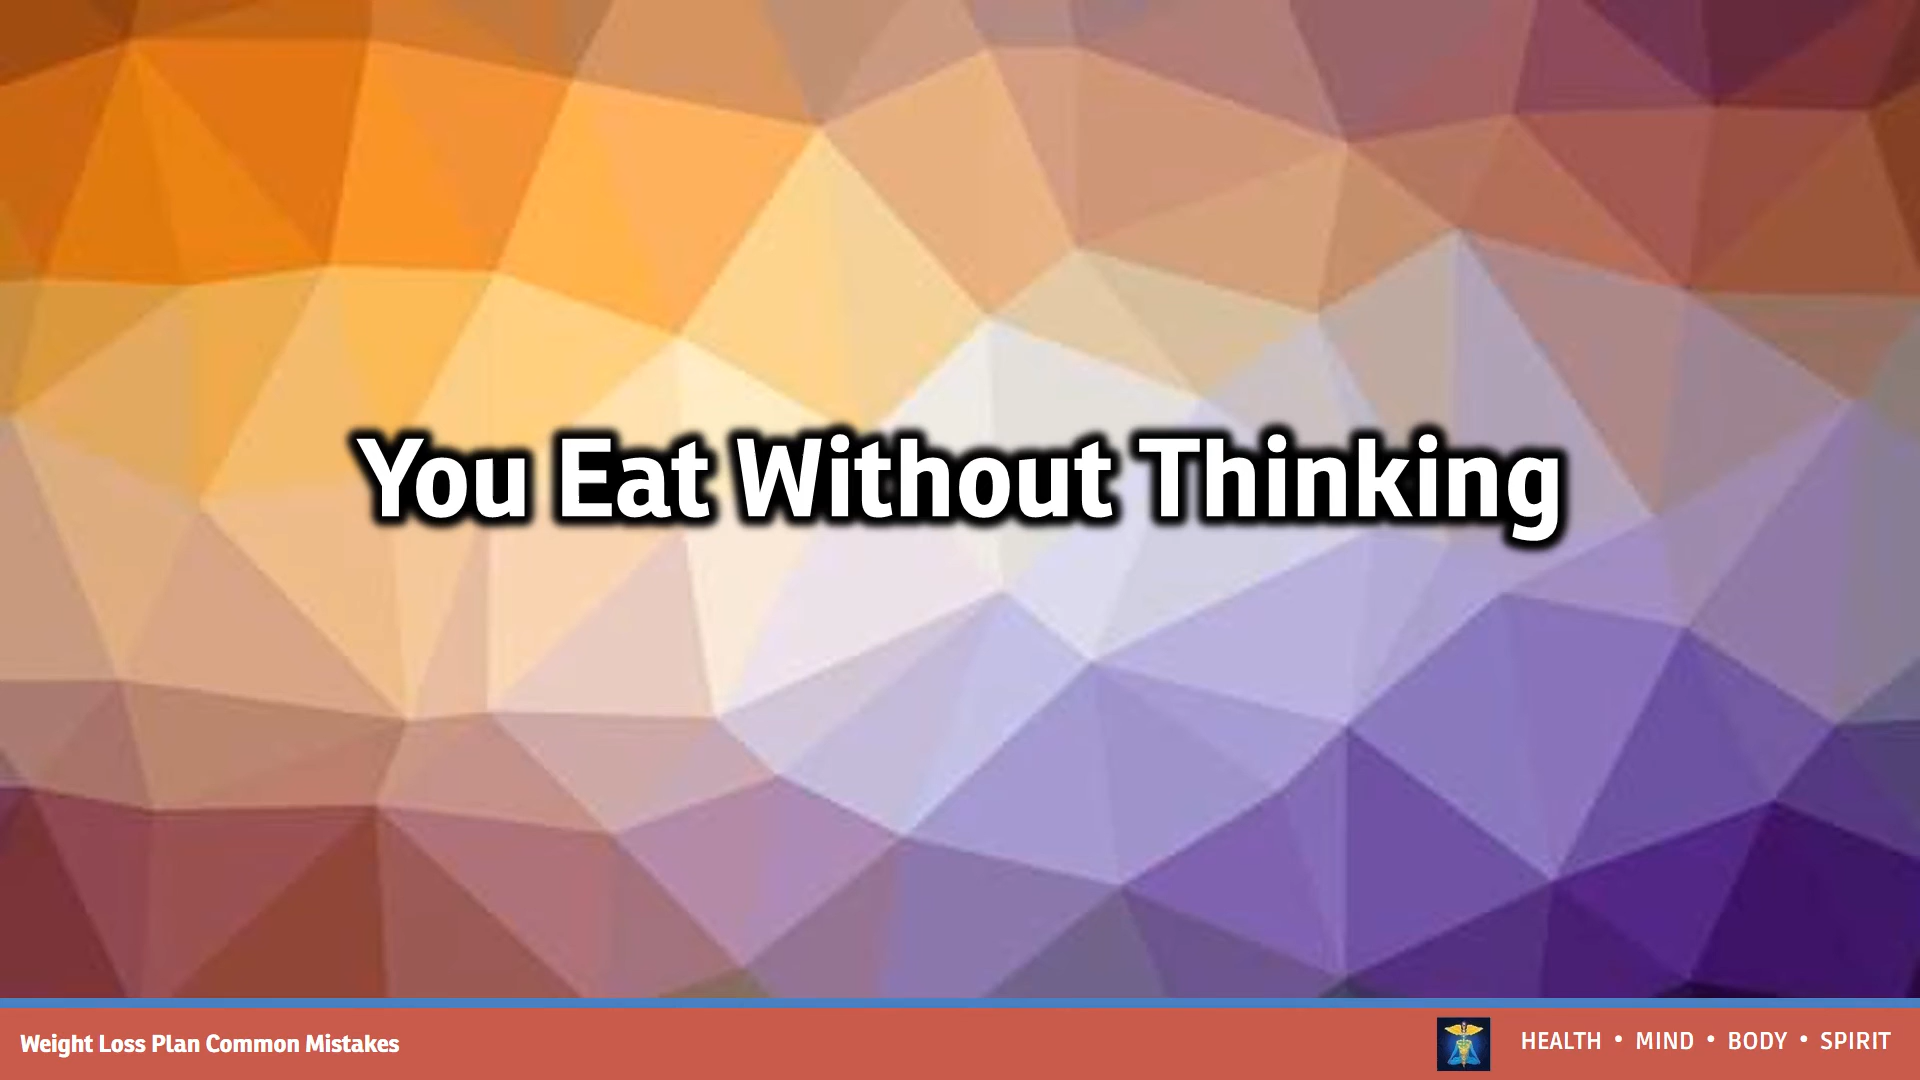 You Eat Without Thinking
Weight Loss Plan Common Mistakes
HEALTH • MIND • BODY • SPIRIT